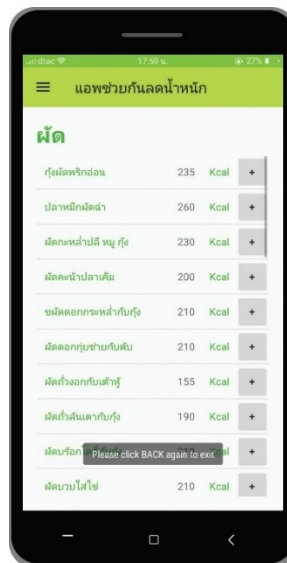 dtac 17:59 น. 27%
แอพช่วยกันลดน้ำหนัก
ผัด
กุ้งผัดพริกอ่อน 235 Kcal +
ปลาหมึกผัดฉ่า 260 Kcal +
ผัดกะหล่ำปลี หมู กุ้ง 230 Kcal +
ผัดคะน้าปลาเค็ม 200 Kcal +
ขผัดดอกกระหล่ำกับกุ้ง 210 Kcal +
ผัดดอกกุ่ยช่ายกับตับ 210 Kcal +
ผัดถั่วงอกกับเต้าหู้ 155 Kcal +
ผัดถั่วลันเตากับกุ้ง 190 Kcal +
ผัดบร๊อก 210 +
Please click BACK again to exit
ผัดบวบใส่ไข่ 210 Kcal +